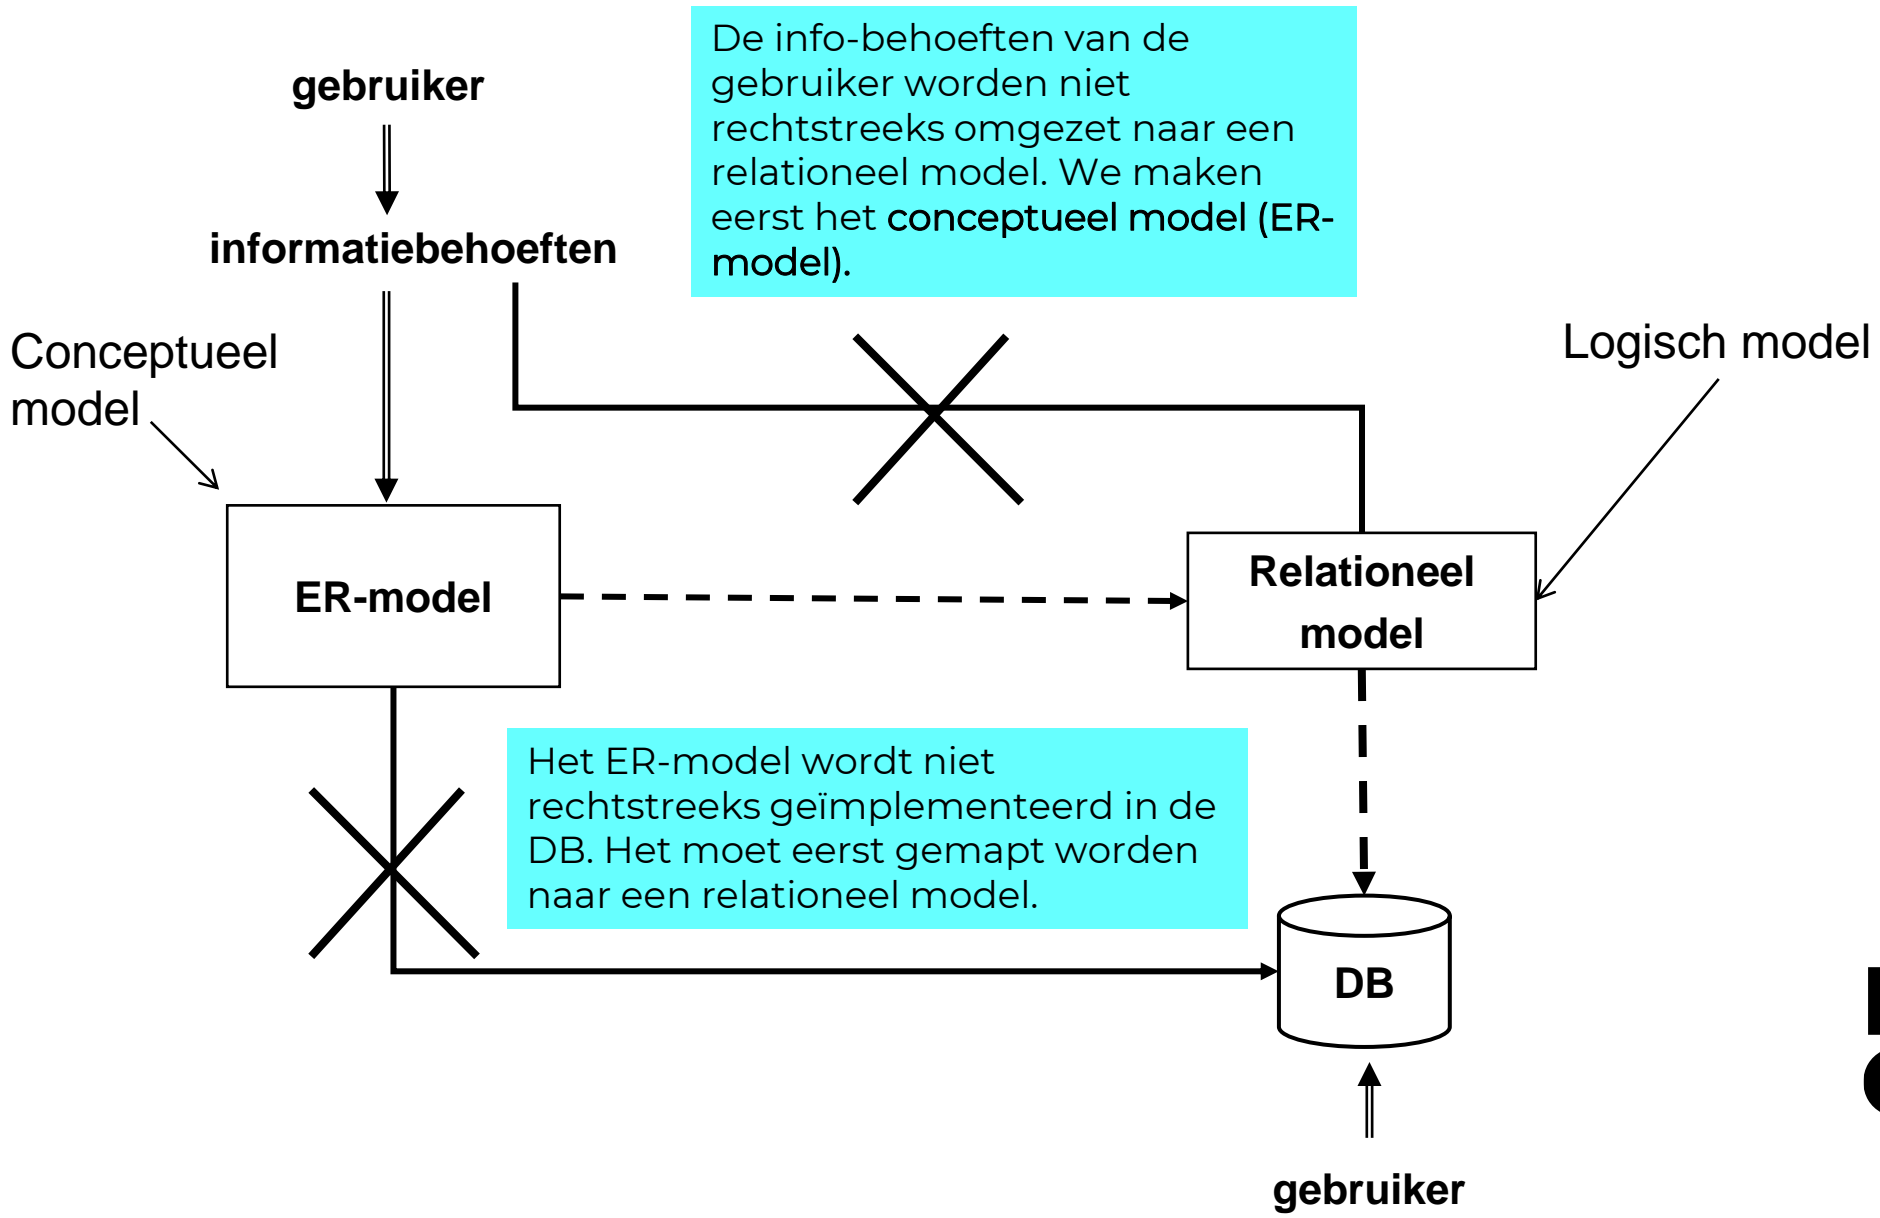 De info-behoeften van de
gebruiker worden niet
rechtstreeks omgezet naar een
relationeel model. We maken
eerst het conceptueel model (ER-
model).
gebruiker
informatiebehoeften
Conceptueel
model
Logisch model
ER-model
Relationeel
model
Het ER-model wordt niet
rechtstreeks geïmplementeerd in de
DB. Het moet eerst gemapt worden
naar een relationeel model.
DB
gebruiker